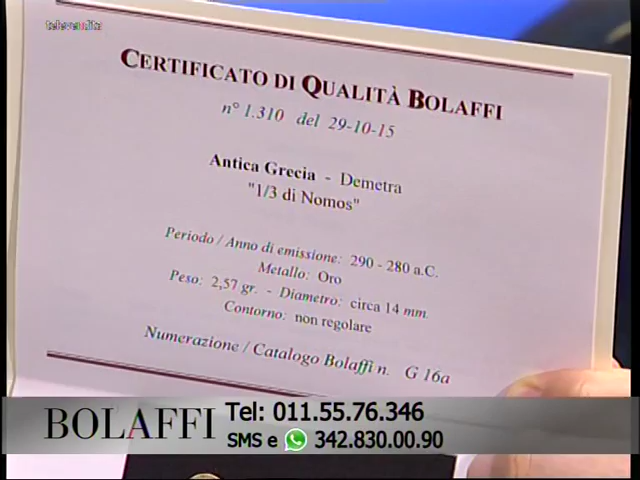 televendita
CERTIFICATO DI QUALITÀ BOLAFFI
n° 1.310 del 29-10-15
Antica Grecia - Demetra
"1/3 di Nomos"
Periodo / Anno di emissione: 290 - 280 a.C.
Metallo: Oro
Peso: 2,57 gr. - Diametro: circa 14 mm.
Contorno: non regolare
Numerazione / Catalogo Bolaffi n. G 16a
BOLAFFI
Tel: 011.55.76.346
SMS e 342.830.00.90